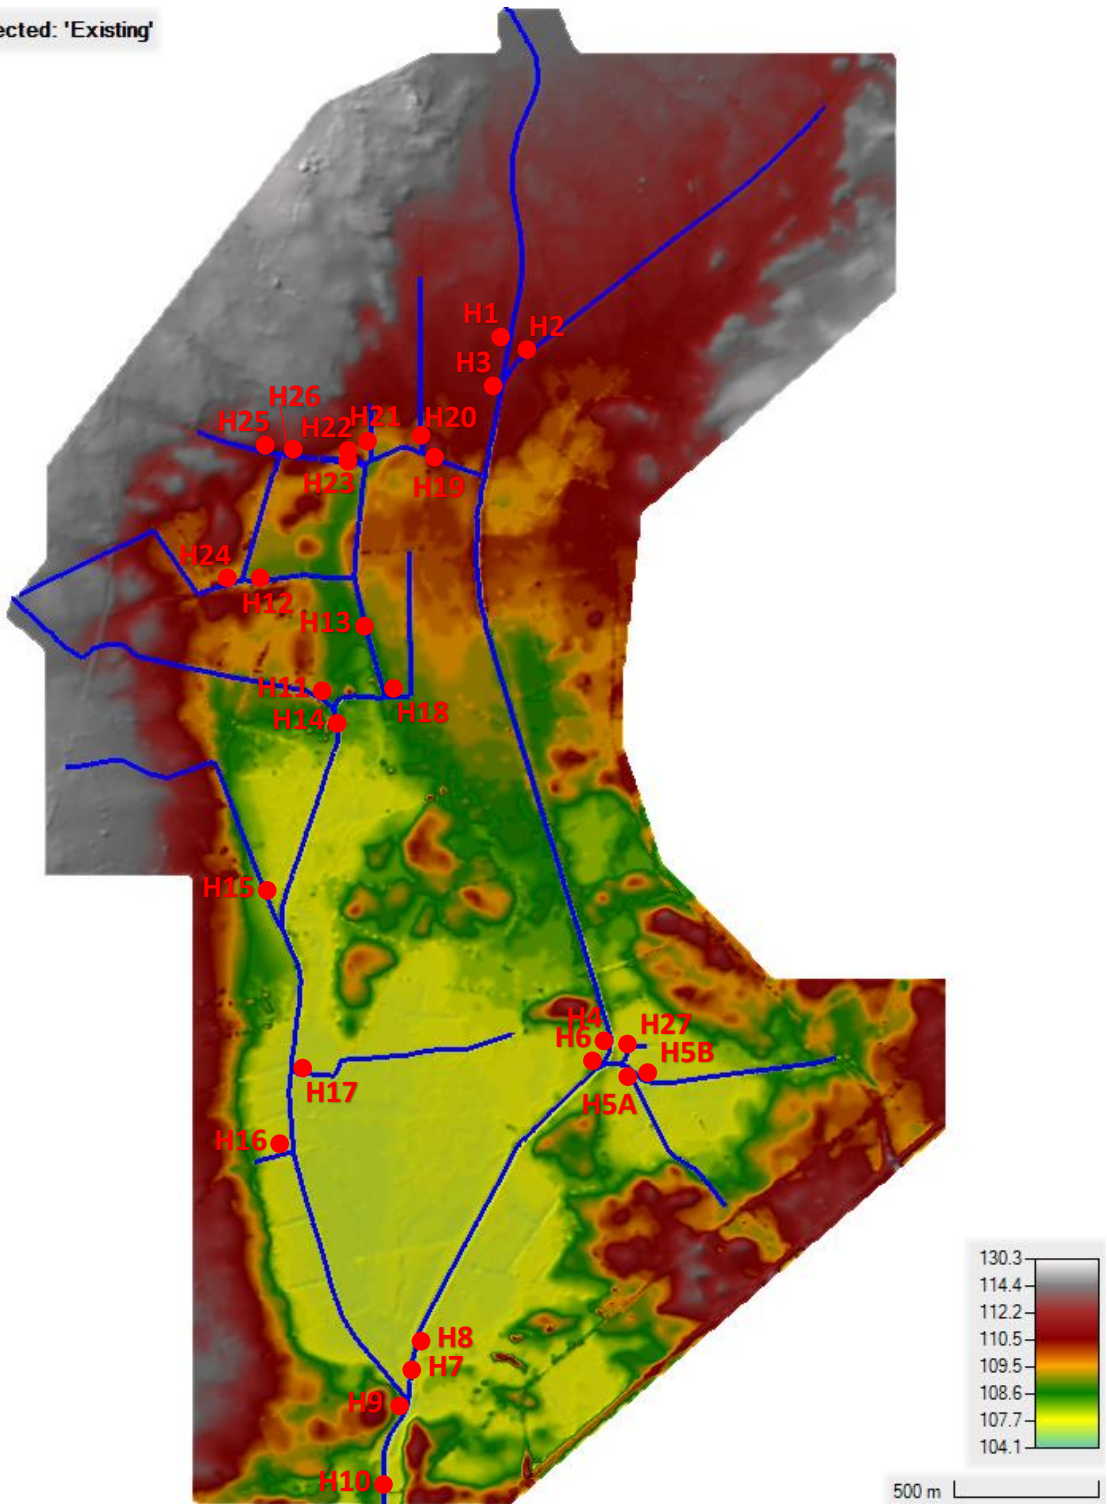 ected: 'Existing'
H1
H2
H3
H26
H25
H22
H21
H20
H23
H19
H24
H12
H13
H11
H18
H14
H15
H4
H27
H6
H5B
H17
H5A
H16
H8
H7
H9
H10
130.3
114.4
112.2
110.5
109.5
108.6
107.7
104.1
500 m